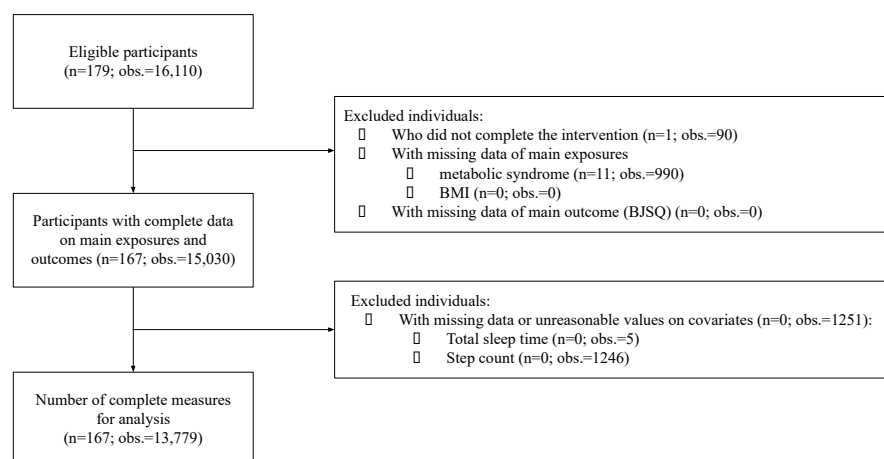 Eligible participants
(n=179; obs.=16,110)
Excluded individuals:
Who did not complete the intervention (n=1; obs.=90)
With missing data of main exposures
metabolic syndrome (n=11; obs.=990)
BMI (n=0; obs.=0)
With missing data of main outcome (BJSQ) (n=0; obs.=0)
Participants with complete data
on main exposures and
outcomes (n=167; obs.=15,030)
Excluded individuals:
With missing data or unreasonable values on covariates (n=0; obs.=1251):
Total sleep time (n=0; obs.=5)
Step count (n=0; obs.=1246)
Number of complete measures
for analysis
(n=167; obs.=13,779)